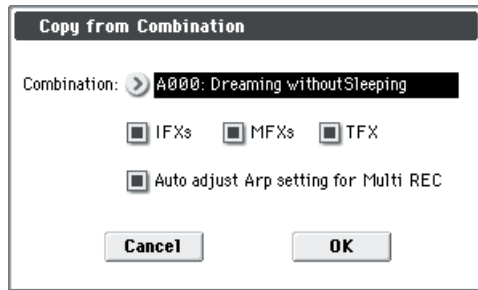 Copy from Combination
Combination: A000: Dreaming withoutSleeping
IFXs MFXs TFX
Auto adjust Arp setting for Multi REC
Cancel OK